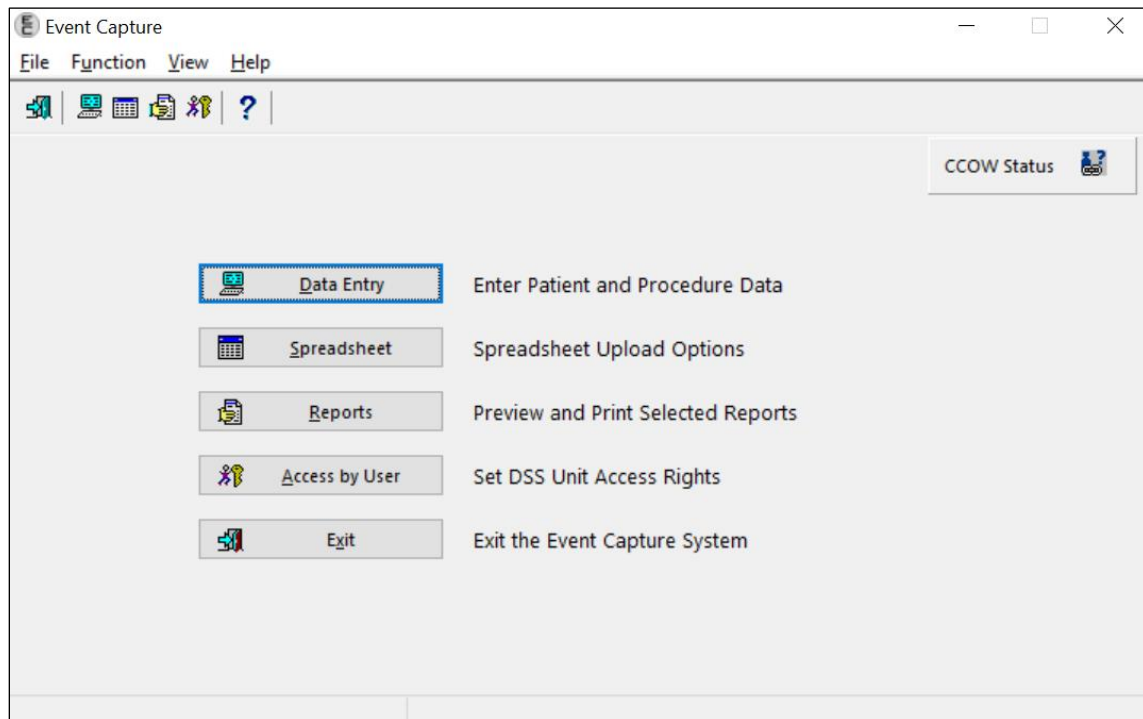 Event Capture
File Function View Help
?
CCOW Status
Data Entry Enter Patient and Procedure Data
Spreadsheet Spreadsheet Upload Options
Reports Preview and Print Selected Reports
Access by User Set DSS Unit Access Rights
Exit Exit the Event Capture System